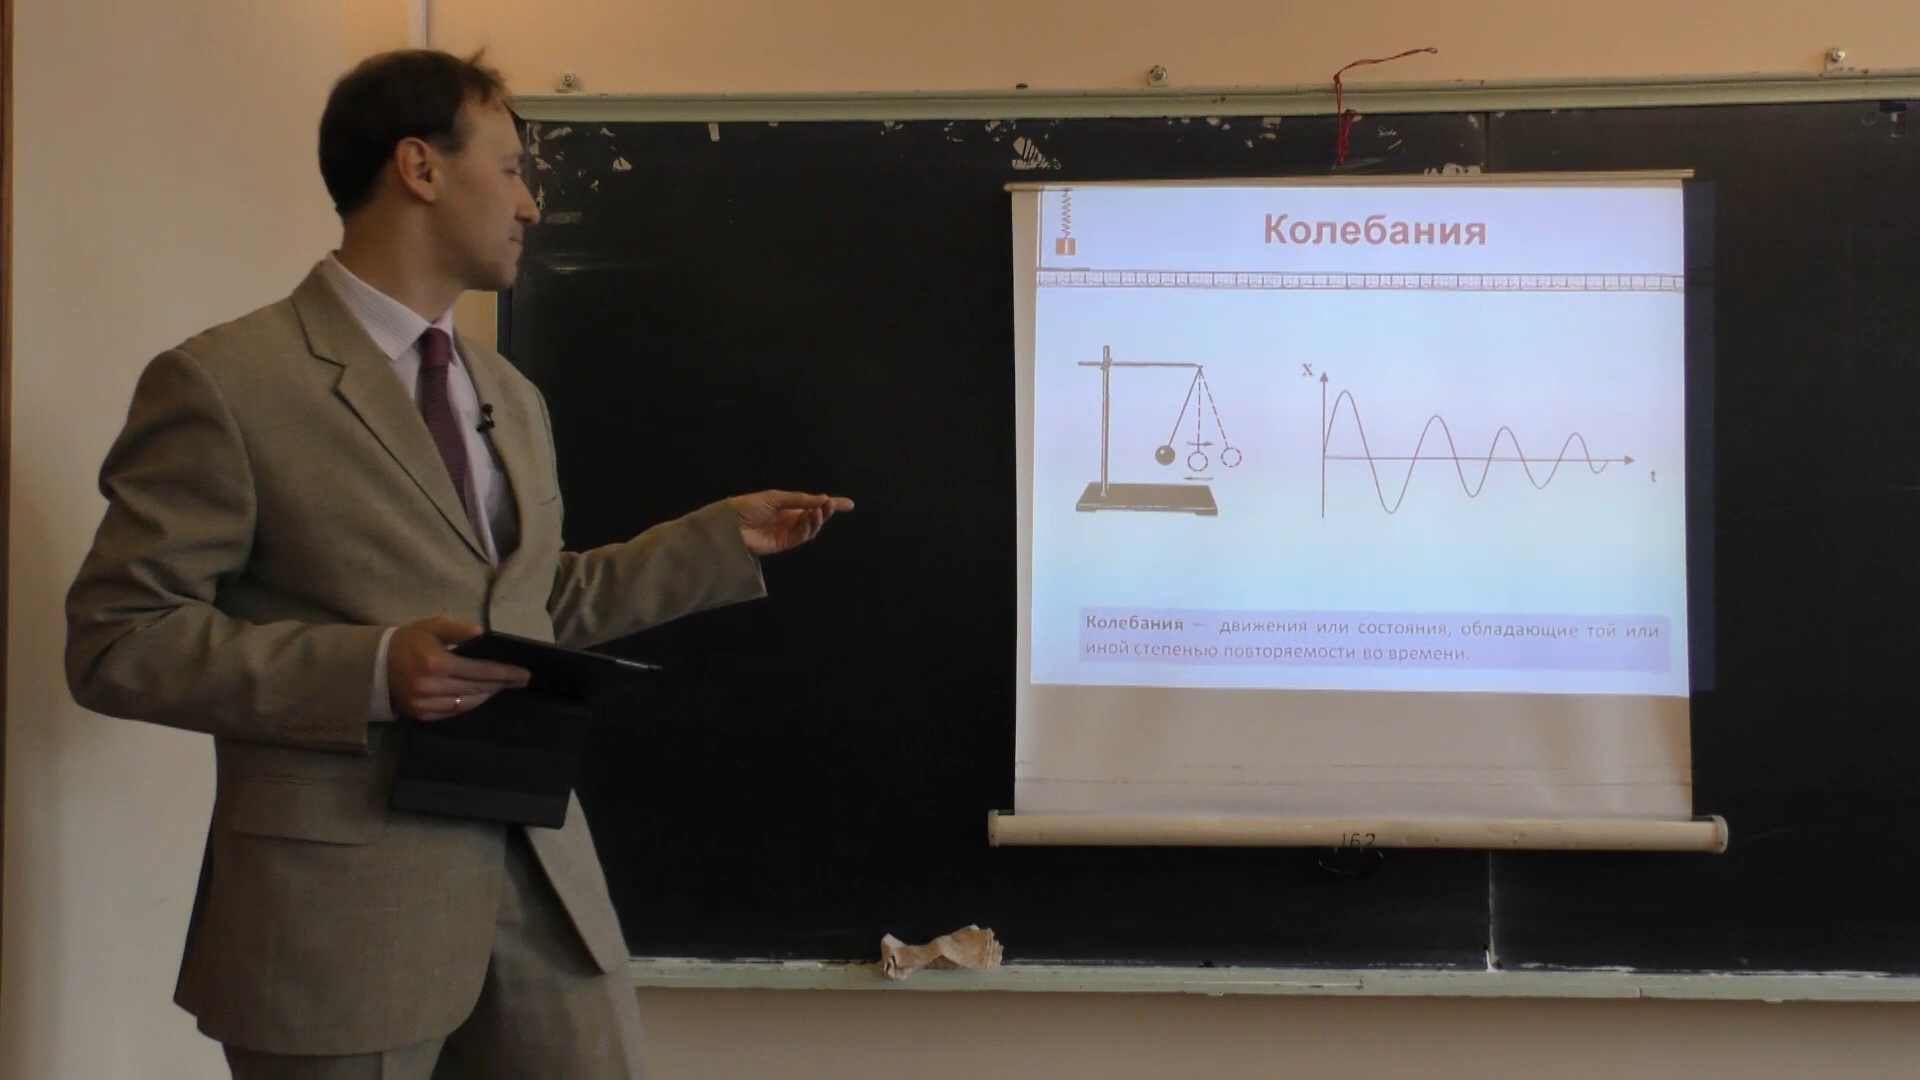 Колебания
x
t
Колебания — движения или состояния, обладающие той или
иной степенью повторяемости во времени.
162